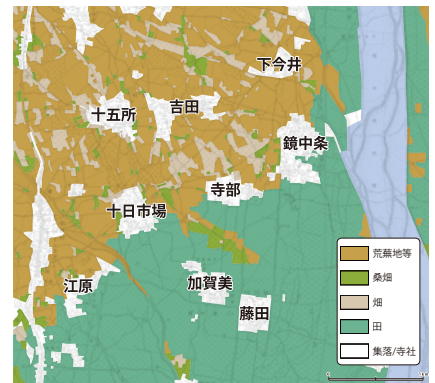 下今井
吉田
十五所
鏡中条
寺部
十日市場
江原
加賀美
藤田
荒蕪地等
桑畑
畑
田
集落/寺社